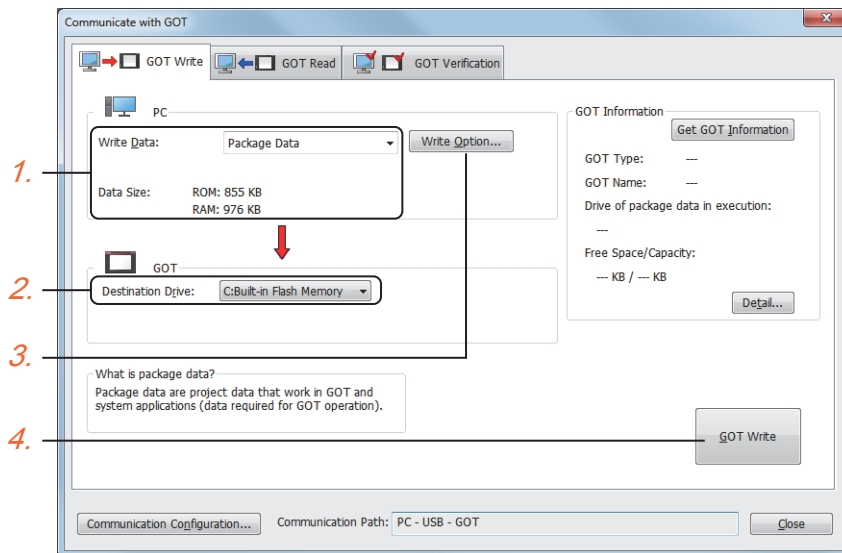 Communicate with GOT
GOT Write
GOT Read
GOT Verification
PC
Write Data:
Package Data
Write Option...
Data Size:
ROM: 855 KB
RAM: 976 KB
GOT
Destination Drive:
C:Built-in Flash Memory
What is package data?
Package data are project data that work in GOT and
system applications (data required for GOT operation).
GOT Information
Get GOT Information
GOT Type:
---
GOT Name:
---
Drive of package data in execution:
---
Free Space/Capacity:
--- KB / --- KB
Detail...
GOT Write
Communication Configuration...
Communication Path:
PC - USB - GOT
Close
1.
2.
3.
4.